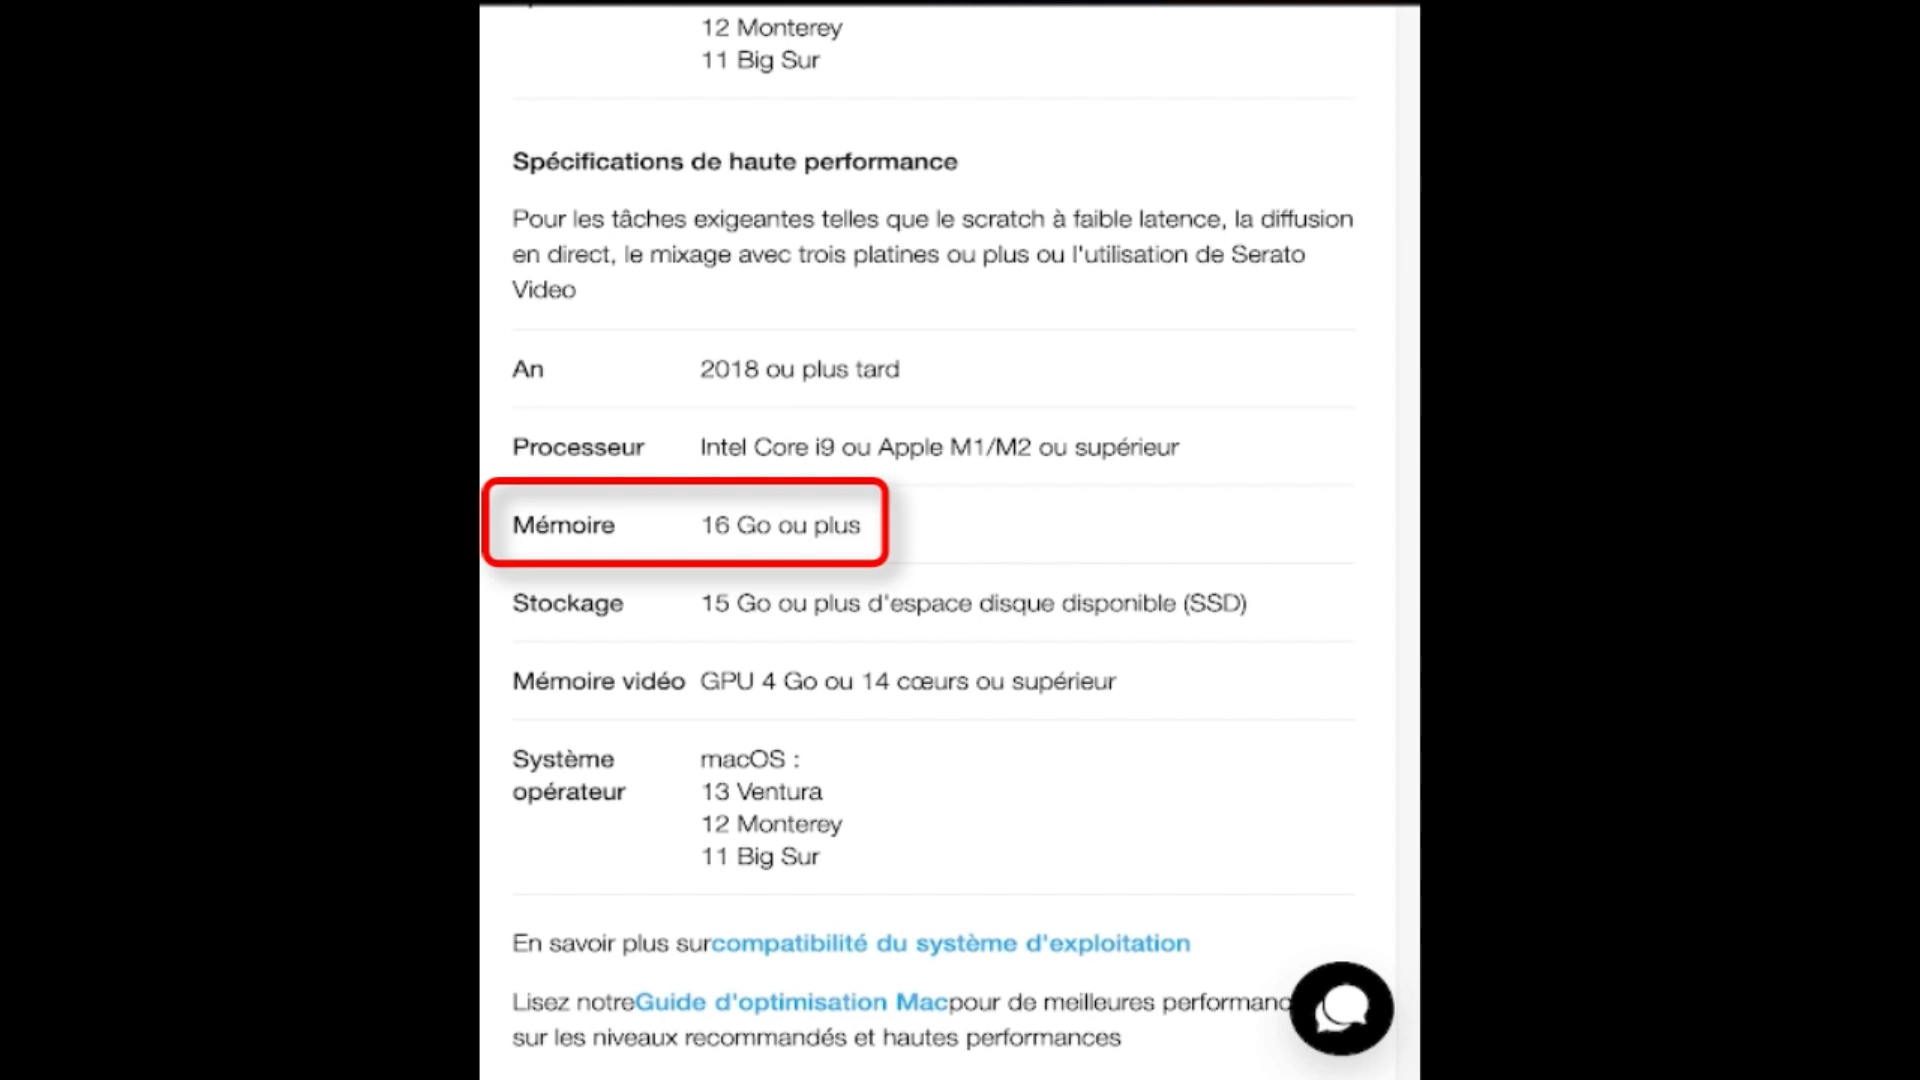 12 Monterey
11 Big Sur
Spécifications de haute performance
Pour les tâches exigeantes telles que le scratch à faible latence, la diffusion
en direct, le mixage avec trois platines ou plus ou l'utilisation de Serato
Video
An 2018 ou plus tard
Processeur Intel Core i9 ou Apple M1/M2 ou supérieur
Mémoire 16 Go ou plus
Stockage 15 Go ou plus d'espace disque disponible (SSD)
Mémoire vidéo GPU 4 Go ou 14 cœurs ou supérieur
Système macOS :
opérateur 13 Ventura
12 Monterey
11 Big Sur
En savoir plus surcompatibilité du système d'exploitation
Lisez notreGuide d'optimisation Macpour de meilleures performanc
sur les niveaux recommandés et hautes performances